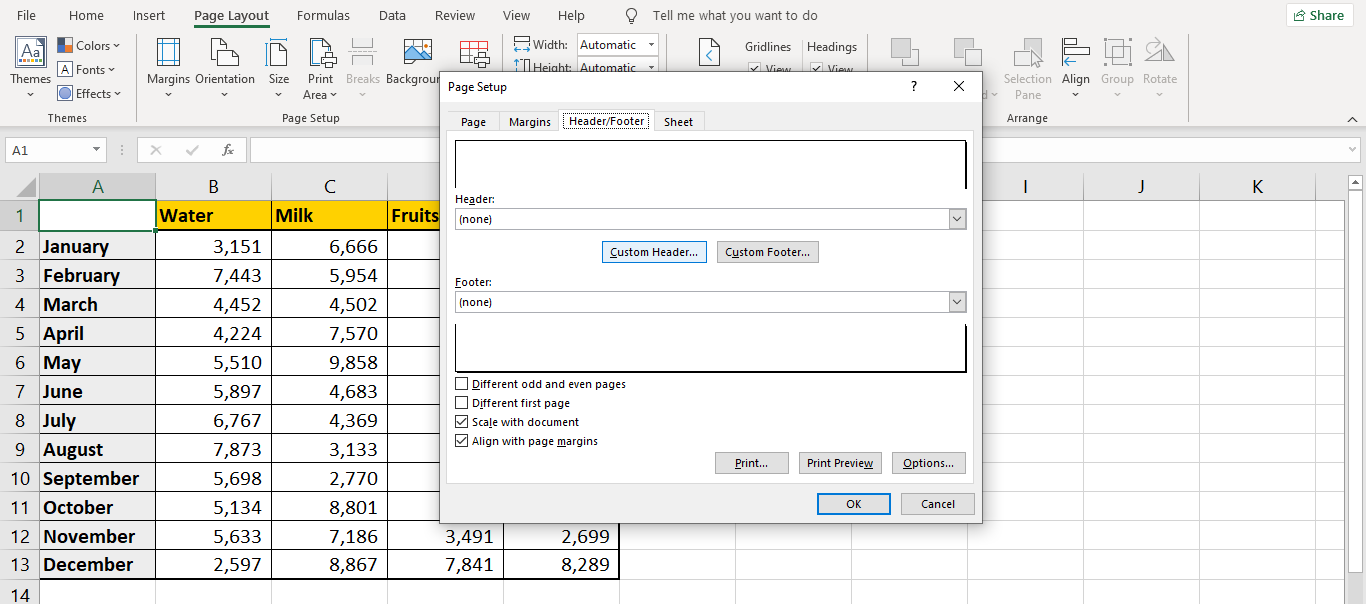 File Home Insert Page Layout Formulas Data Review View Help Tell me what you want to do Share
Aa Colors Width: Automatic Gridlines Headings
A Fonts Height: Automatic View View
Themes Effects Margins Orientation Size Print Breaks Selection Align Group Rotate
Area Pane
Themes Page Setup Arrange
Page Setup ? ×
Page Margins Header/Footer Sheet
Header:
(none)
Custom Header... Custom Footer...
Footer:
(none)
Different odd and even pages
Different first page
Scale with document
Align with page margins
Print... Print Preview Options...
OK Cancel
A1 fx
A B C I J K
1 Water Milk Fruits
2 January 3,151 6,666
3 February 7,443 5,954
4 March 4,452 4,502
5 April 4,224 7,570
6 May 5,510 9,858
7 June 5,897 4,683
8 July 6,767 4,369
9 August 7,873 3,133
10 September 5,698 2,770
11 October 5,134 8,801
12 November 5,633 7,186 3,491 2,699
13 December 2,597 8,867 7,841 8,289
14